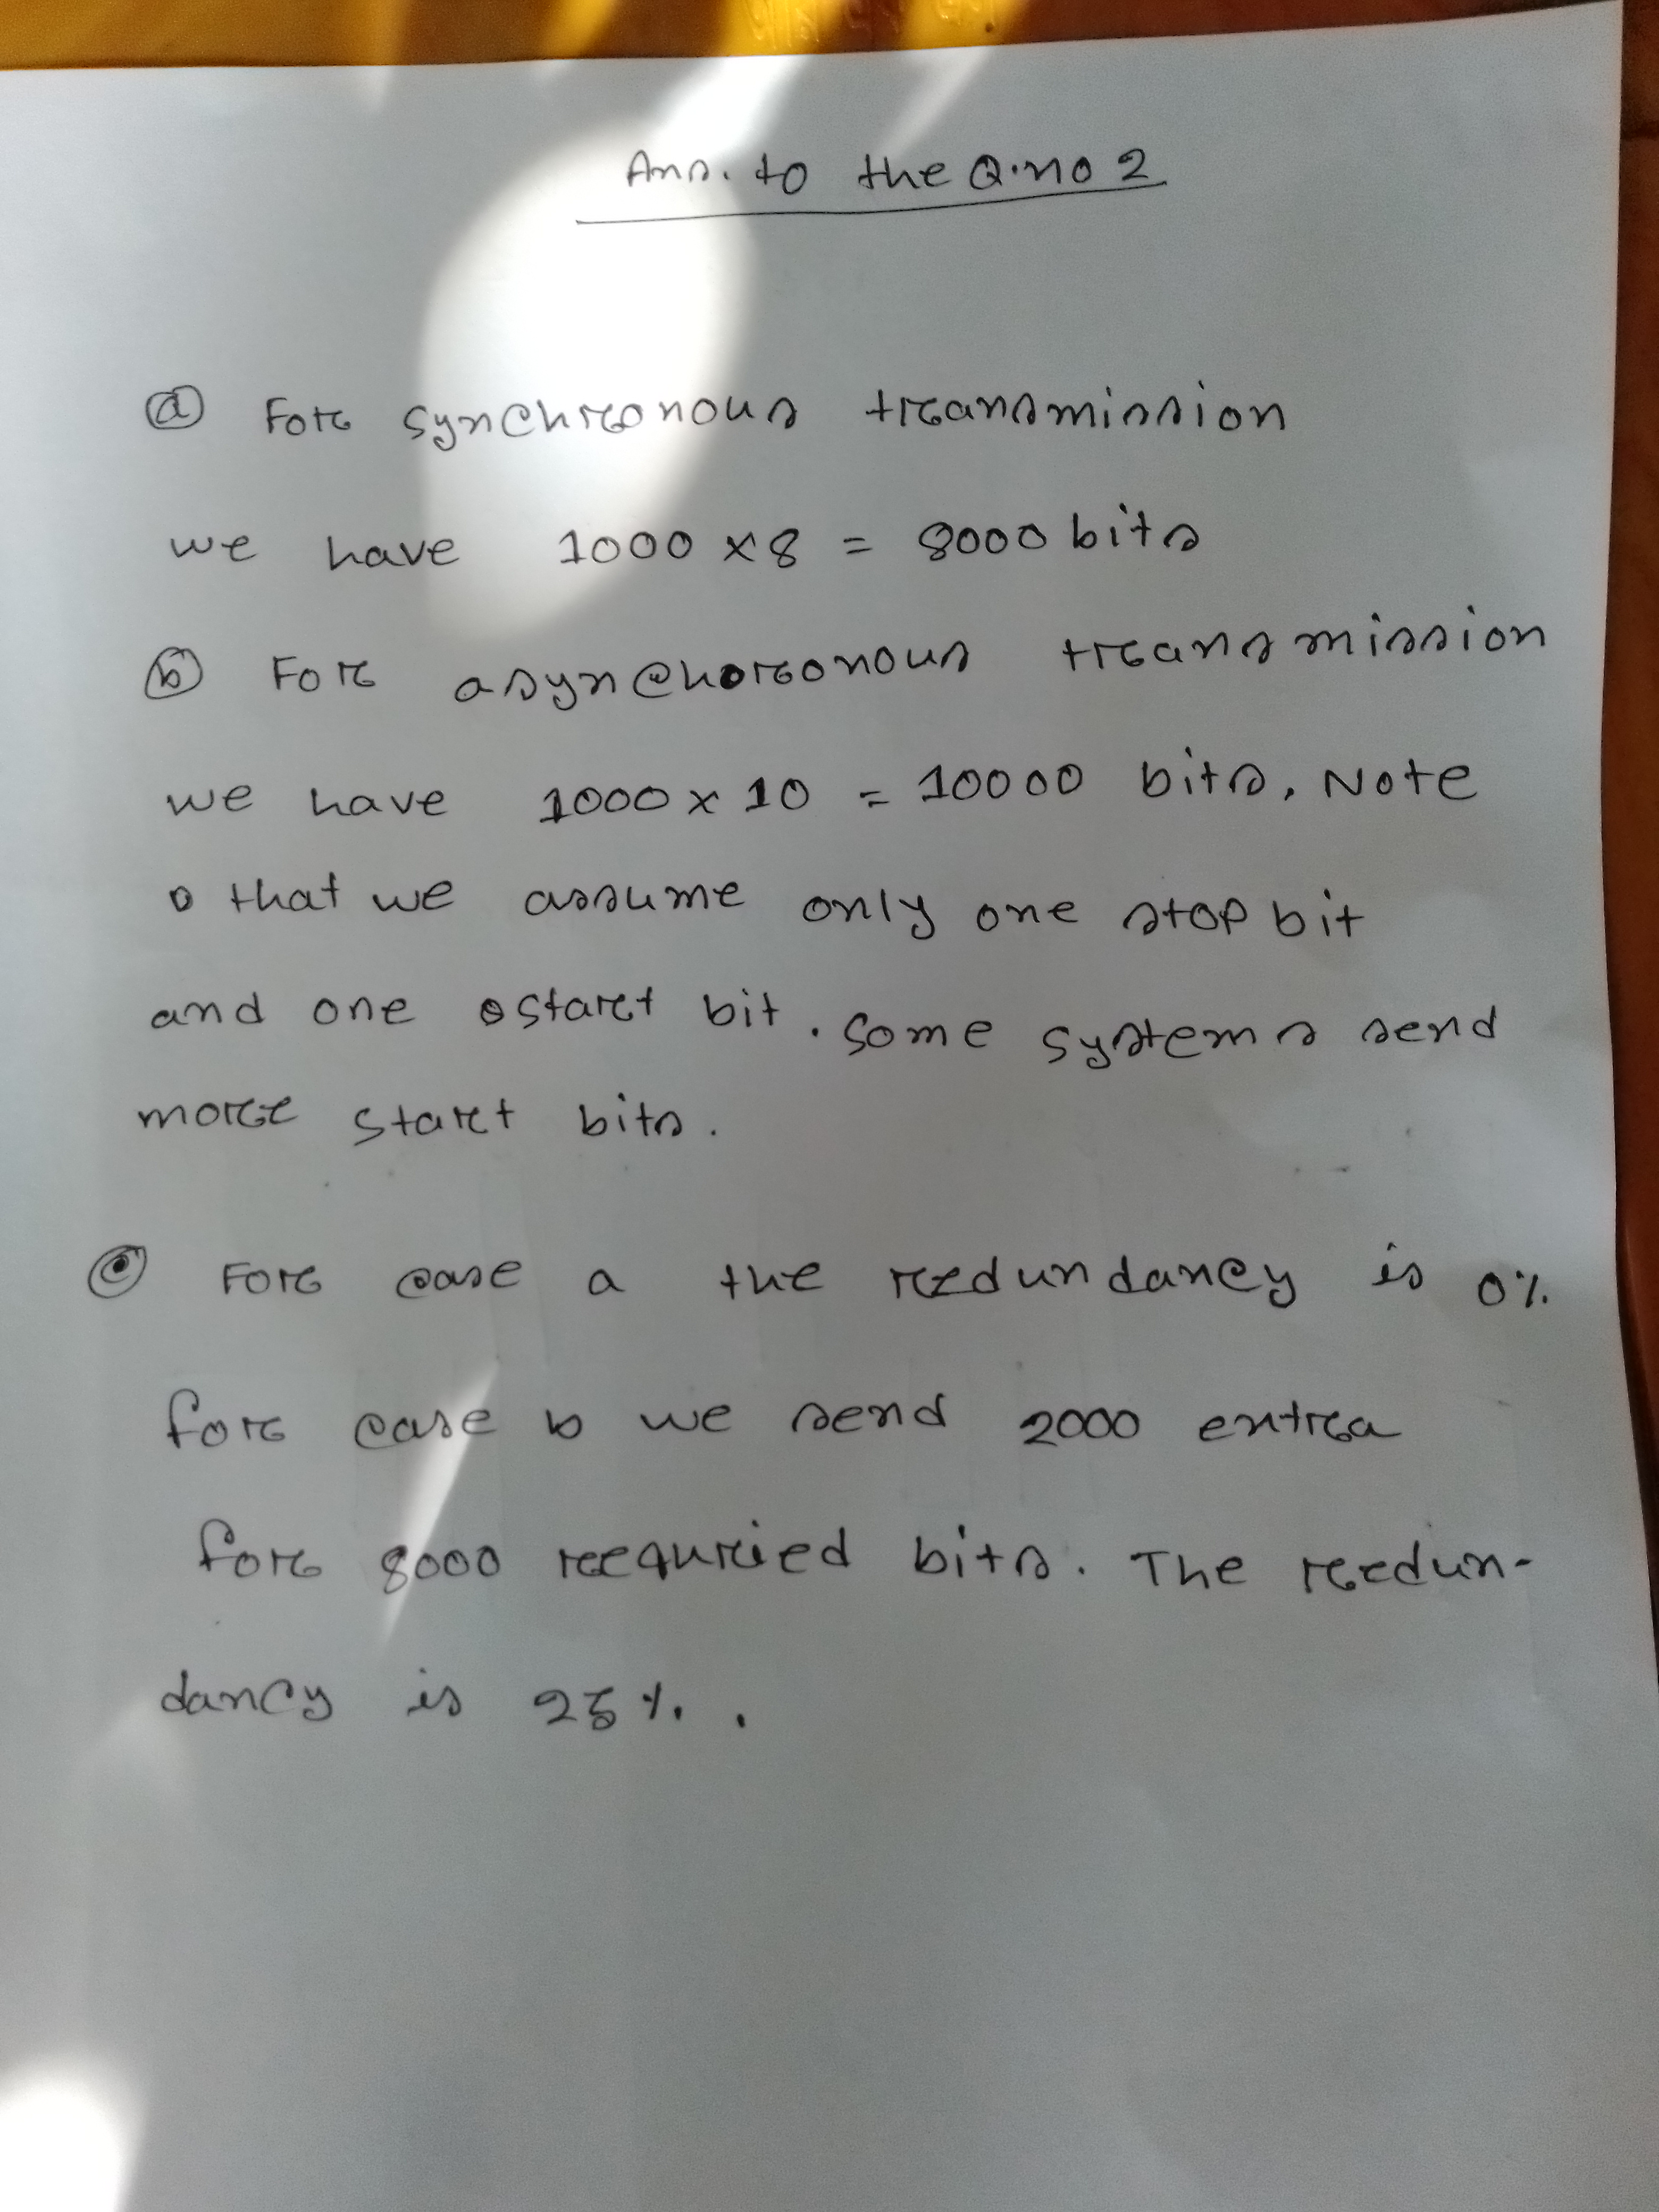 Ans. to the Q.no 2
a For synchronous transmission
we have 1000 x 8 = 8000 bits
b For asynchoronous transmission
we have 1000 x 10 = 10000 bits. Note
that we assume only one stop bit
and one start bit. Some systems send
more start bits.
c For case a the redundancy is 0%
for case b we send 2000 extra
for 8000 requried bits. The redun-
dancy is 25%.